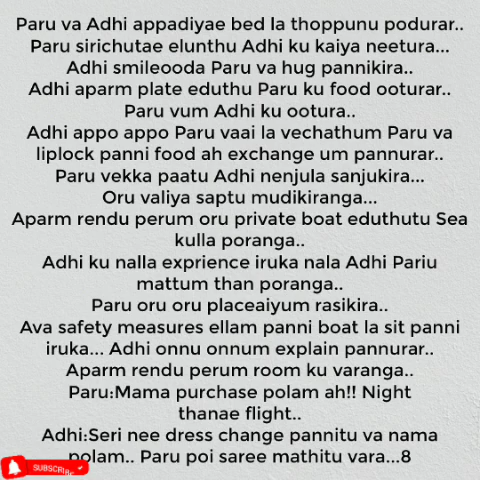 Paru va Adhi appadiyae bed la thoppunu podurar..
Paru sirichutae elunthu Adhi ku kaiya neetura...
Adhi smileooda Paru va hug pannikira..
Adhi aparm plate eduthu Paru ku food ooturar..
Paru vum Adhi ku ootura..
Adhi appo appo Paru vaai la vechathum Paru va
liplock panni food ah exchange um pannurar..
Paru vekka paatu Adhi nenjula sanjukira...
Oru valiya saptu mudikiranga...
Aparm rendu perum oru private boat eduthutu Sea
kulla poranga..
Adhi ku nalla exprience iruka nala Adhi Pariu
mattum than poranga..
Paru oru oru placeaiyum rasikira..
Ava safety measures ellam panni boat la sit panni
iruka... Adhi onnu onnum explain pannurar..
Aparm rendu perum room ku varanga..
Paru:Mama purchase polam ah!! Night
thanae flight..
Adhi:Seri nee dress change pannitu va nama
polam.. Paru poi saree mathitu vara...8
SUBSCRIBE